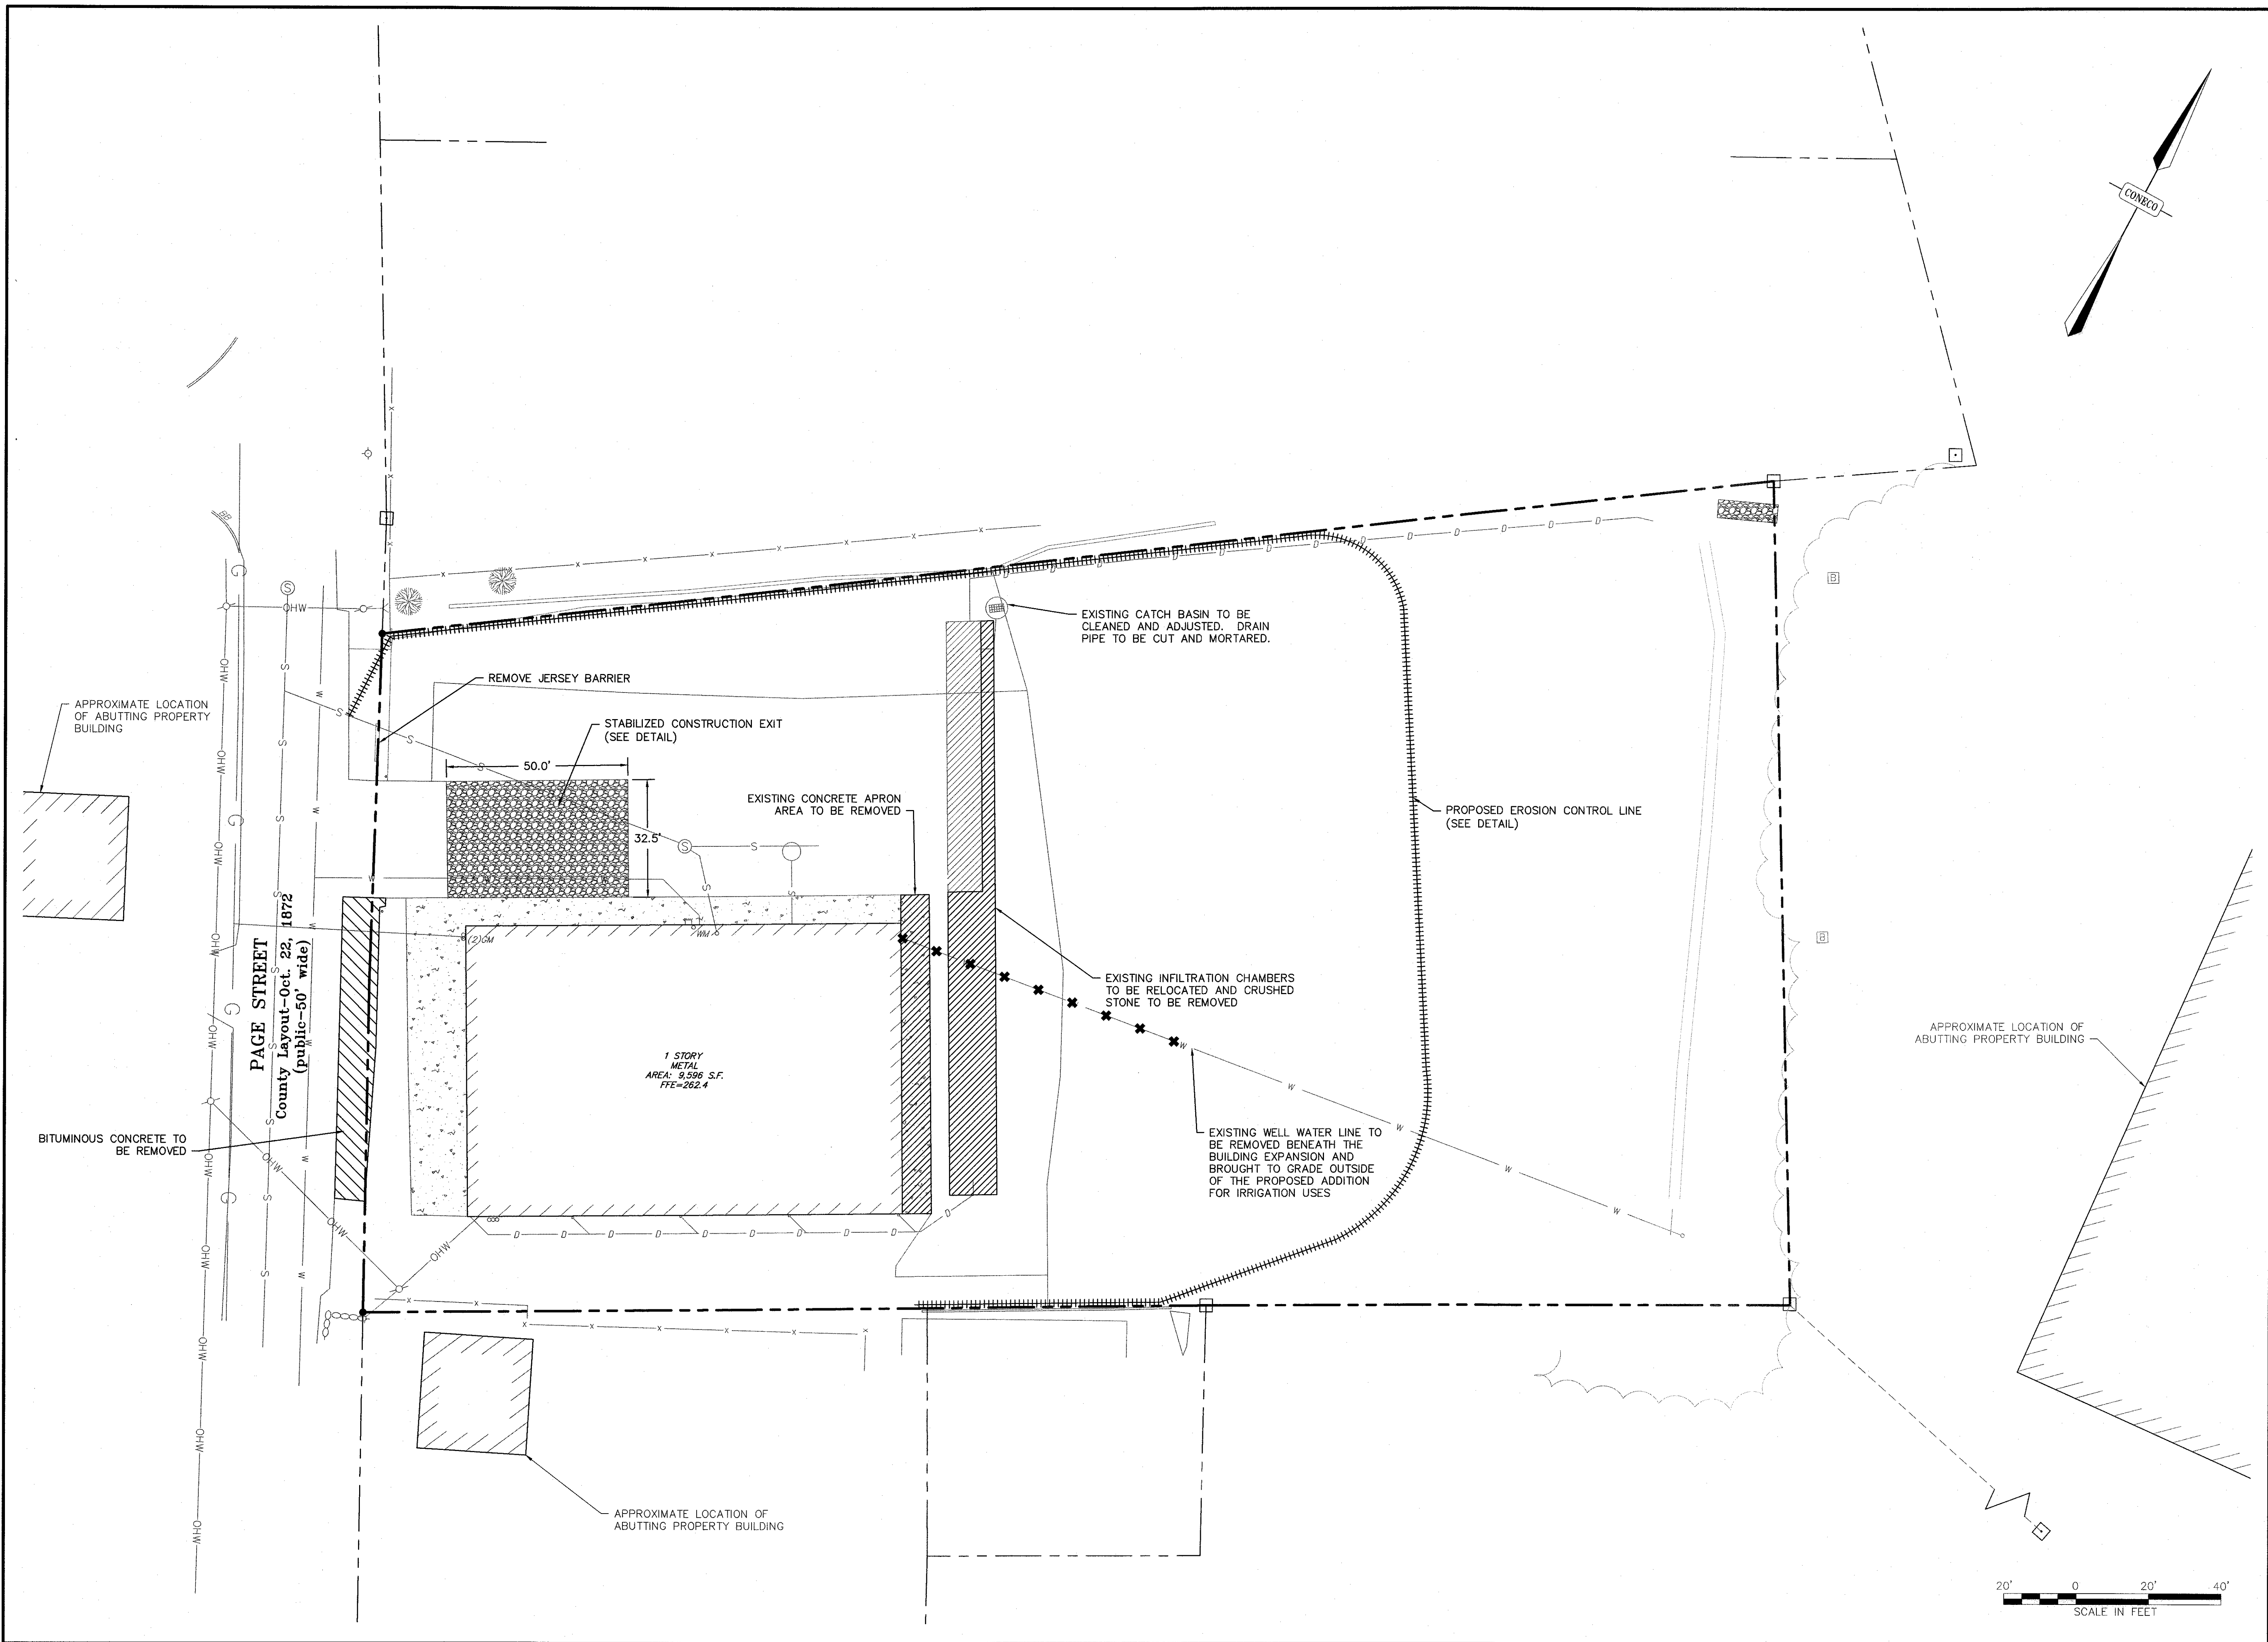 CONECO
BB
S
OHW
EXISTING CATCH BASIN TO BE
CLEANED AND ADJUSTED. DRAIN
PIPE TO BE CUT AND MORTARED.
REMOVE JERSEY BARRIER
APPROXIMATE LOCATION
OF ABUTTING PROPERTY
BUILDING
STABILIZED CONSTRUCTION EXIT
(SEE DETAIL)
50.0'
32.5'
EXISTING CONCRETE APRON
AREA TO BE REMOVED
PROPOSED EROSION CONTROL LINE
(SEE DETAIL)
B
B
PAGE STREET
County Layout-Oct. 22, 1872
(public-50' wide)
(2)GM
WM
EXISTING INFILTRATION CHAMBERS
TO BE RELOCATED AND CRUSHED
STONE TO BE REMOVED
1 STORY
METAL
AREA: 9,596 S.F.
FFE=262.4
APPROXIMATE LOCATION OF
ABUTTING PROPERTY BUILDING
BITUMINOUS CONCRETE TO
BE REMOVED
EXISTING WELL WATER LINE TO
BE REMOVED BENEATH THE
BUILDING EXPANSION AND
BROUGHT TO GRADE OUTSIDE
OF THE PROPOSED ADDITION
FOR IRRIGATION USES
APPROXIMATE LOCATION OF
ABUTTING PROPERTY BUILDING
20' 0 20' 40'
SCALE IN FEET